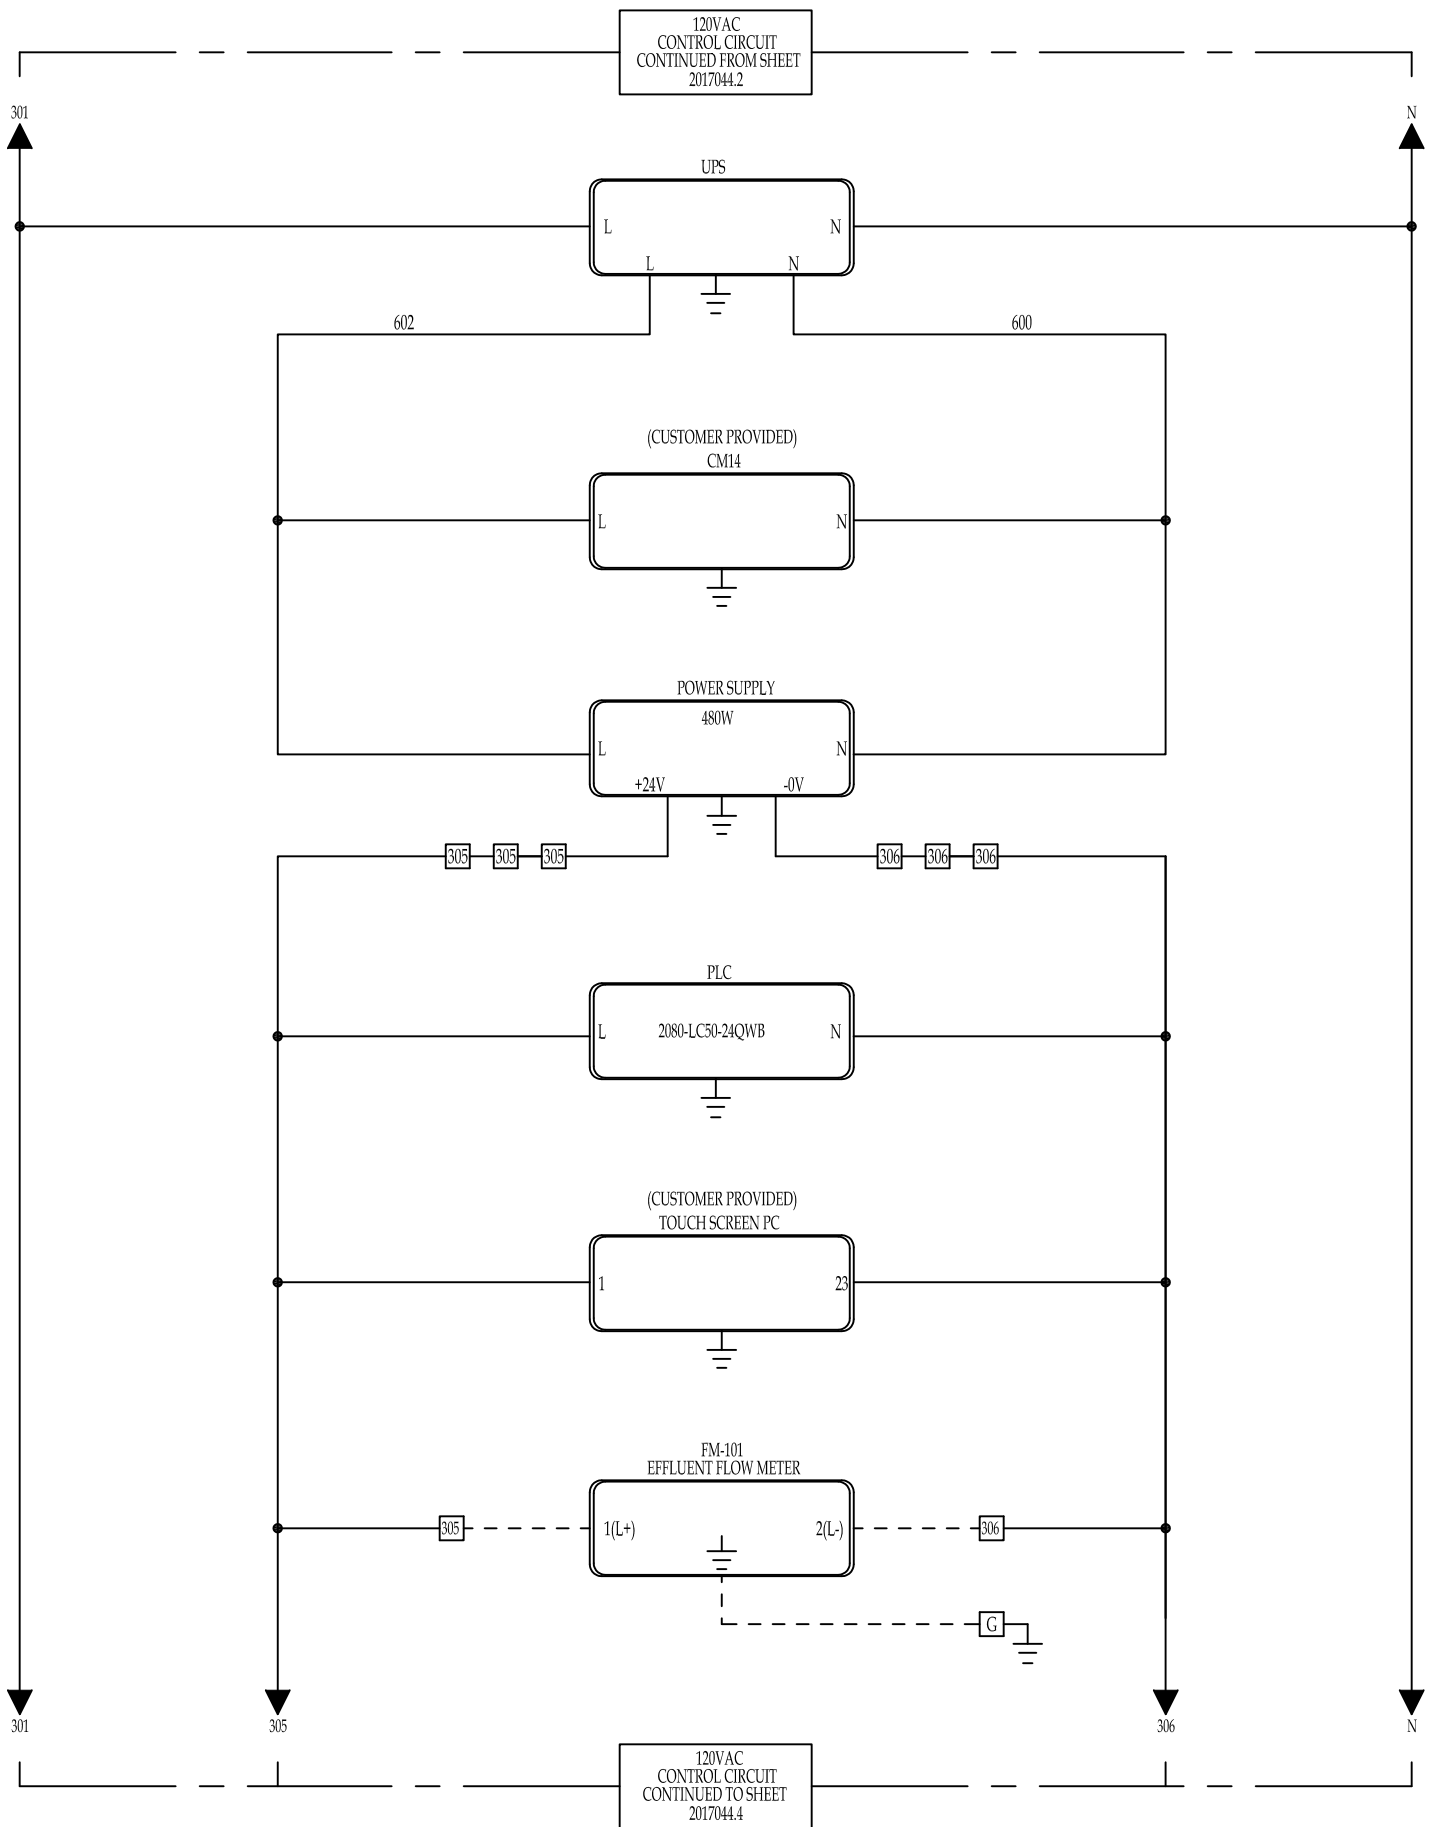 120VAC
CONTROL CIRCUIT
CONTINUED FROM SHEET
2017044.2
301
N
UPS
L
N
L
N
602
600
(CUSTOMER PROVIDED)
CM14
L
N
POWER SUPPLY
480W
L
N
+24V
-0V
305
305
305
306
306
306
PLC
L
2080-LC50-24QWB
N
(CUSTOMER PROVIDED)
TOUCH SCREEN PC
1
23
FM-101
EFFLUENT FLOW METER
305
1(L+)
2(L-)
306
G
301
305
306
N
120VAC
CONTROL CIRCUIT
CONTINUED TO SHEET
2017044.4